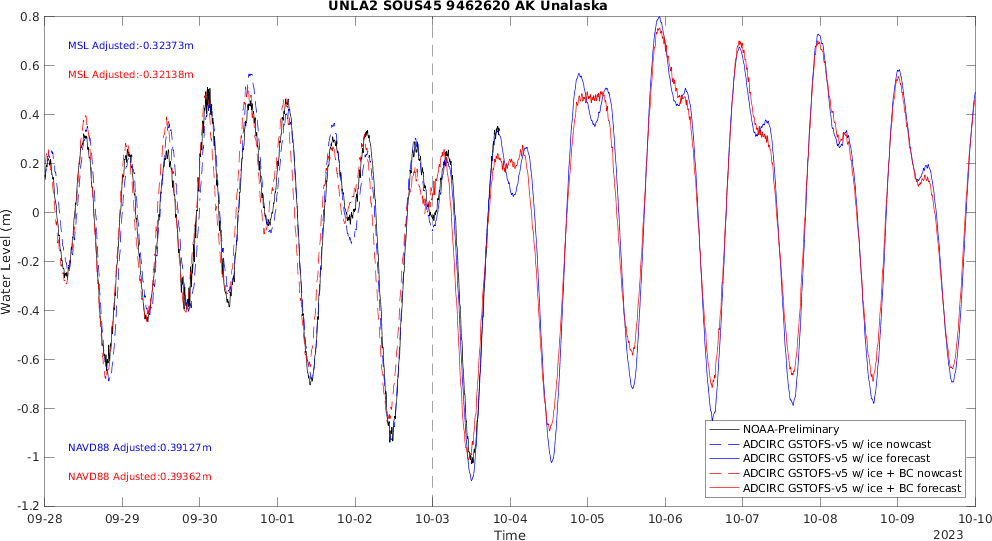 UNLA2 SOUS45 9462620 AK Unalaska
0.8
0.6
0.4
0.2
0
-0.2
-0.4
-0.6
-0.8
-1
-1.2
Water Level (m)
MSL Adjusted:-0.32373m
MSL Adjusted:-0.32138m
NAVD88 Adjusted:0.39127m
NAVD88 Adjusted:0.39362m
NOAA-Preliminary
ADCIRC GSTOFS-v5 w/ ice nowcast
ADCIRC GSTOFS-v5 w/ ice forecast
ADCIRC GSTOFS-v5 w/ ice + BC nowcast
ADCIRC GSTOFS-v5 w/ ice + BC forecast
09-28 09-29 09-30 10-01 10-02 10-03 10-04 10-05 10-06 10-07 10-08 10-09 10-10
Time
2023